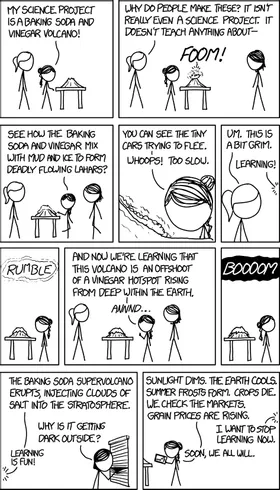 MY SCIENCE PROJECT
IS A BAKING SODA AND
VINEGAR VOLCANO!
WHY DO PEOPLE MAKE THESE? IT ISN'T
REALLY EVEN A SCIENCE PROJECT. IT
DOESN'T TEACH ANYTHING ABOUT—
FOOM!
SEE HOW THE BAKING
SODA AND VINEGAR MIX
WITH MUD AND ICE TO FORM
DEADLY FLOWING LAHARS?
YOU CAN SEE THE TINY
CARS TRYING TO FLEE.
WHOOPS! TOO SLOW.
UM. THIS IS
A BIT GRIM.
LEARNING!
RUMBLE
AND NOW WE'RE LEARNING THAT
THIS VOLCANO IS AN OFFSHOOT
OF A VINEGAR HOTSPOT RISING
FROM DEEP WITHIN THE EARTH.
ANNND...
BOOOOM
THE BAKING SODA SUPERVOLCANO
ERUPTS, INJECTING CLOUDS OF
SALT INTO THE STRATOSPHERE.
WHY IS IT GETTING
DARK OUTSIDE?
LEARNING
IS FUN!
SUNLIGHT DIMS. THE EARTH COOLS.
SUMMER FROSTS FORM. CROPS DIE.
WE CHECK THE MARKETS.
GRAIN PRICES ARE RISING.
I WANT TO STOP
LEARNING NOW.
SOON, WE ALL WILL.